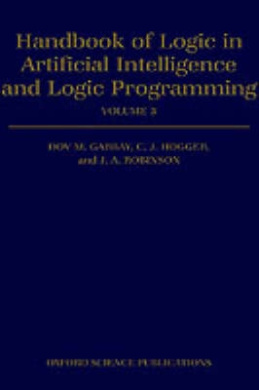 Handbook of Logic in
Artificial Intelligence
and Logic Programming
VOLUME 3
DOV M. GABBAY, C. J. HOGGER,
and J. A. ROBINSON
OXFORD SCIENCE PUBLICATIONS